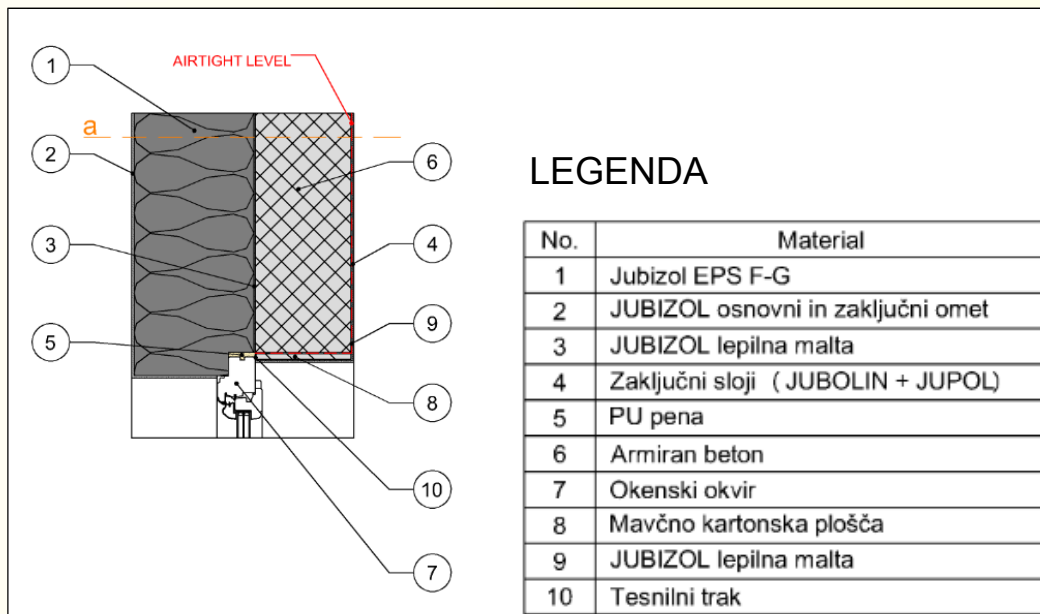 AIRTIGHT LEVEL
1
a
2
6
3
4
5
9
8
10
7
LEGENDA
No. Material
1 Jubizol EPS F-G
2 JUBIZOL osnovni in zaključni omet
3 JUBIZOL lepilna malta
4 Zaključni sloji ( JUBOLIN + JUPOL)
5 PU pena
6 Armiran beton
7 Okenski okvir
8 Mavčno kartonska plošča
9 JUBIZOL lepilna malta
10 Tesnilni trak